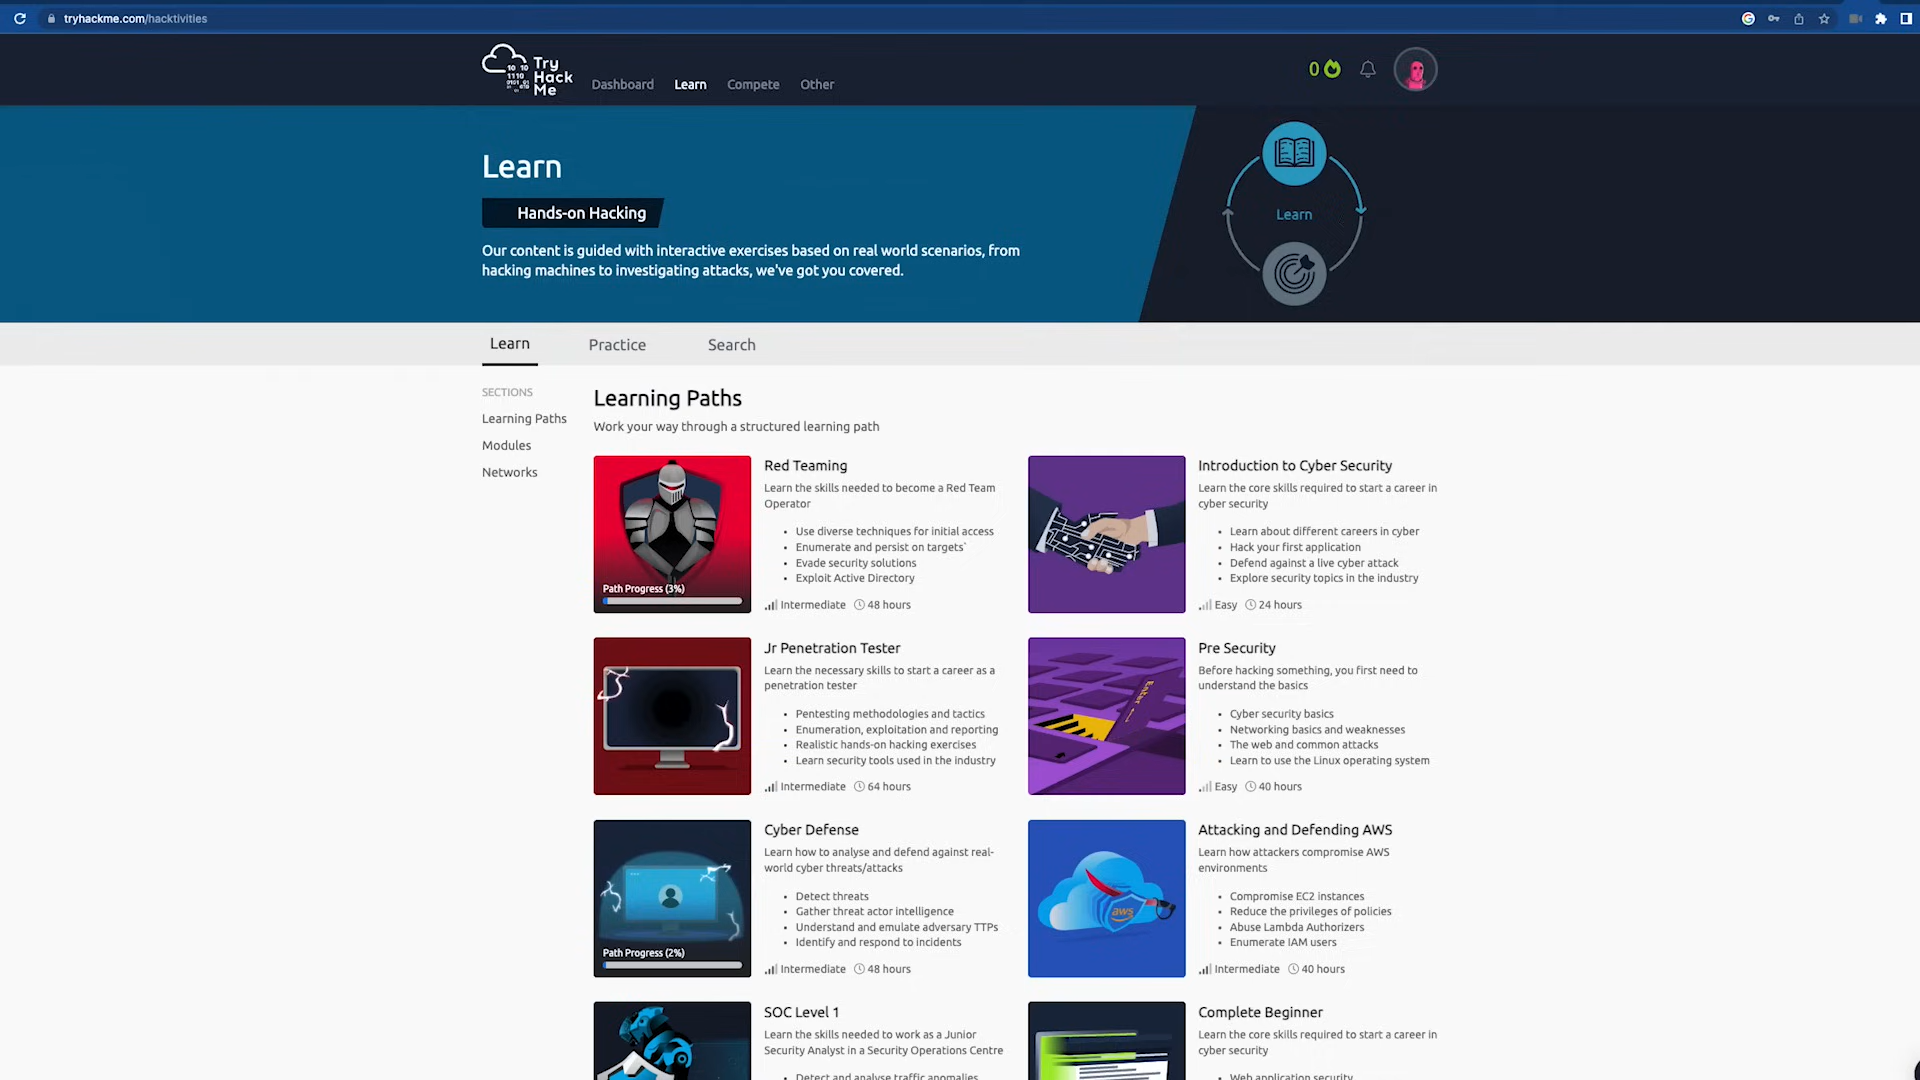 tryhackme.com/hacktivities
Try
Hack
Me
10 10
1110
0101 01
Dashboard
Learn
Compete
Other
0
Learn
Hands-on Hacking
Our content is guided with interactive exercises based on real world scenarios, from
hacking machines to investigating attacks, we've got you covered.
Learn
Learn
Practice
Search
SECTIONS
Learning Paths
Modules
Networks
Learning Paths
Work your way through a structured learning path
Path Progress (3%)
Red Teaming
Learn the skills needed to become a Red Team
Operator
• Use diverse techniques for initial access
• Enumerate and persist on targets`
• Evade security solutions
• Exploit Active Directory
Intermediate 48 hours
Introduction to Cyber Security
Learn the core skills required to start a career in
cyber security
• Learn about different careers in cyber
• Hack your first application
• Defend against a live cyber attack
• Explore security topics in the industry
Easy 24 hours
Jr Penetration Tester
Learn the necessary skills to start a career as a
penetration tester
• Pentesting methodologies and tactics
• Enumeration, exploitation and reporting
• Realistic hands-on hacking exercises
• Learn security tools used in the industry
Intermediate 64 hours
Enter
Pre Security
Before hacking something, you first need to
understand the basics
• Cyber security basics
• Networking basics and weaknesses
• The web and common attacks
• Learn to use the Linux operating system
Easy 40 hours
Path Progress (2%)
Cyber Defense
Learn how to analyse and defend against real-
world cyber threats/attacks
• Detect threats
• Gather threat actor intelligence
• Understand and emulate adversary TTPs
• Identify and respond to incidents
Intermediate 48 hours
aws
Attacking and Defending AWS
Learn how attackers compromise AWS
environments
• Compromise EC2 instances
• Reduce the privileges of policies
• Abuse Lambda Authorizers
• Enumerate IAM users
Intermediate 40 hours
SOC Level 1
Learn the skills needed to work as a Junior
Security Analyst in a Security Operations Centre
• Detect and analyse traffic anomalies
Complete Beginner
Learn the core skills required to start a career in
cyber security
• Web application security